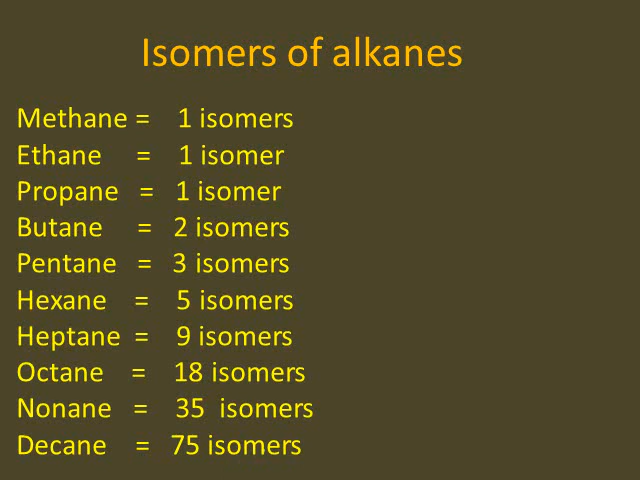 Isomers of alkanes
Methane = 1 isomers
Ethane = 1 isomer
Propane = 1 isomer
Butane = 2 isomers
Pentane = 3 isomers
Hexane = 5 isomers
Heptane = 9 isomers
Octane = 18 isomers
Nonane = 35 isomers
Decane = 75 isomers